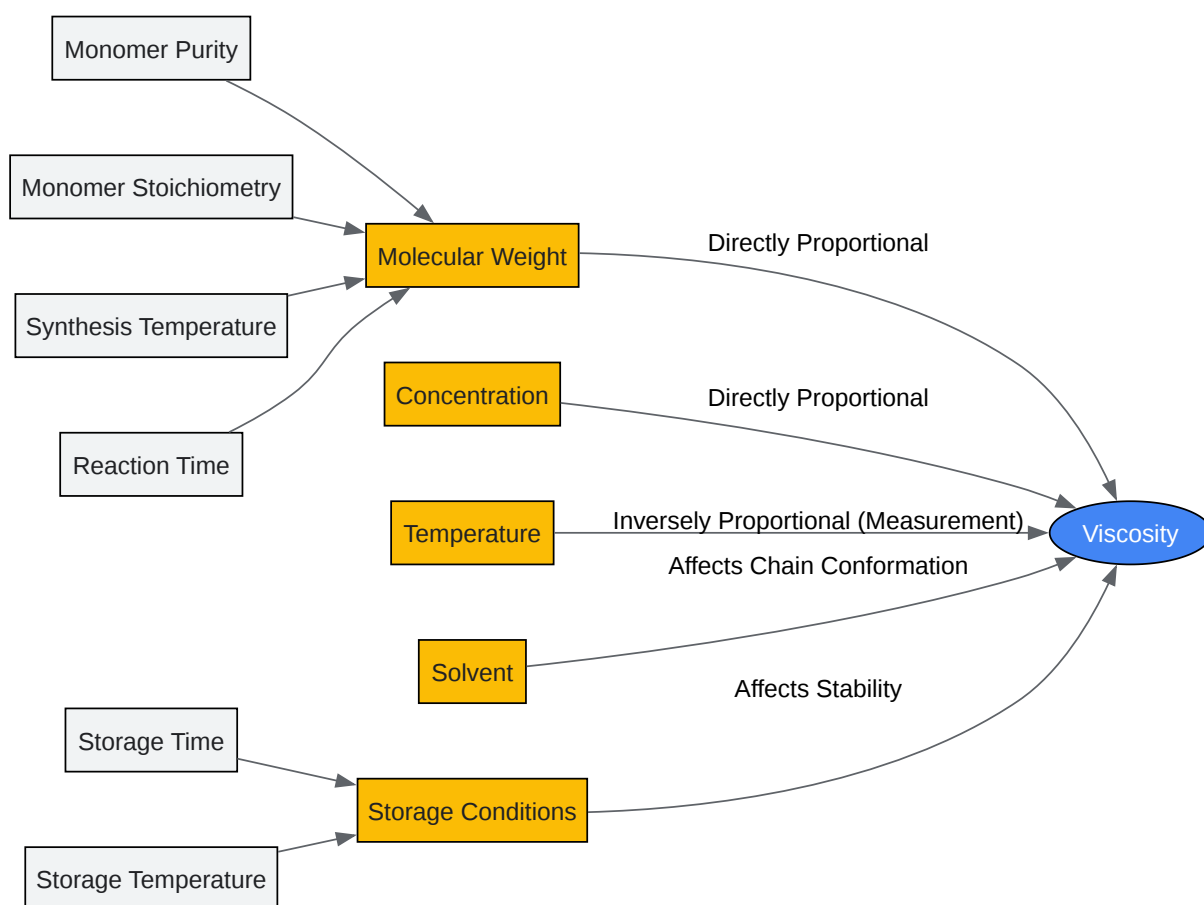 Monomer Purity
Monomer Stoichiometry
Directly Proportional
Molecular Weight
Synthesis Temperature
Directly Proportional
Concentration
Reaction Time
Inversely Proportional (Measurement)
Temperature
Viscosity
Affects Chain Conformation
Solvent
Affects Stability
Storage Time
Storage Conditions
Storage Temperature